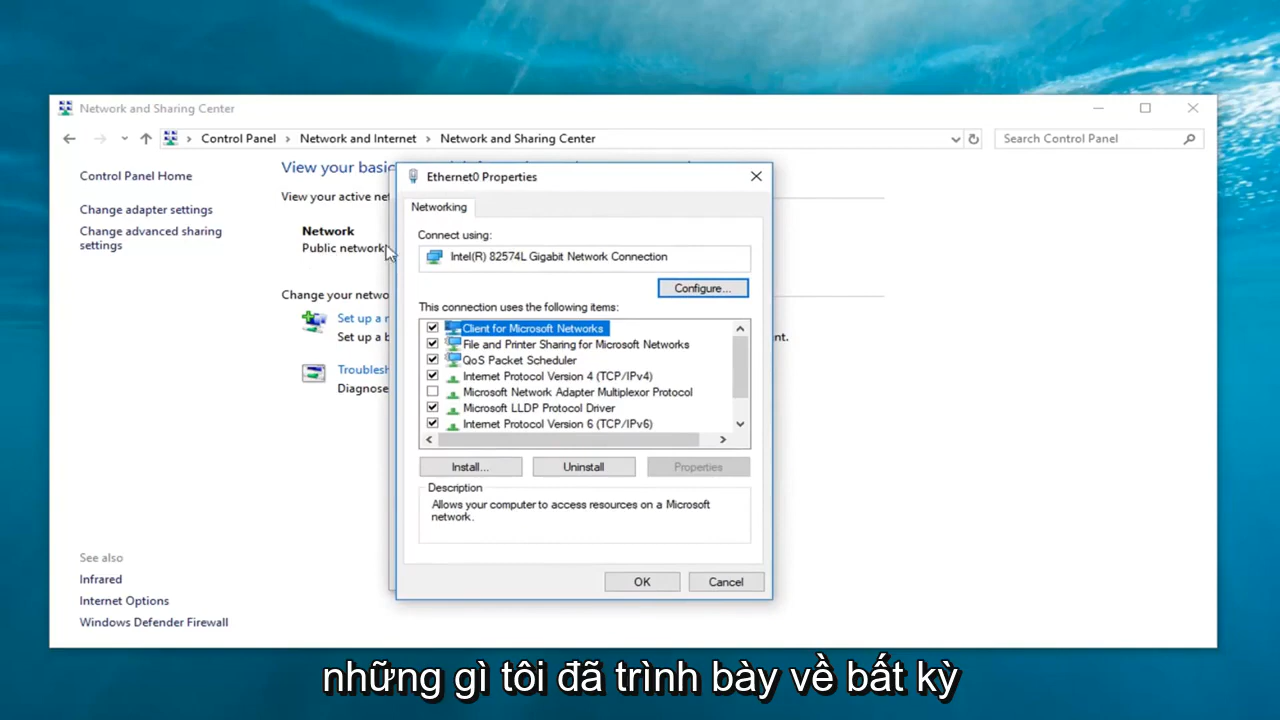 Network and Sharing Center
Control Panel
Network and Internet
Network and Sharing Center
Search Control Panel
Control Panel Home
Change adapter settings
Change advanced sharing
settings
See also
Infrared
Internet Options
Windows Defender Firewall
View your basi
View your active ne
Network
Public network
Change your netwo
Set up a
Set up a b
nt.
Troublesh
Diagnose
Ethernet0 Properties
Networking
Connect using:
Intel(R) 82574L Gigabit Network Connection
Configure...
This connection uses the following items:
Client for Microsoft Networks
File and Printer Sharing for Microsoft Networks
QoS Packet Scheduler
Internet Protocol Version 4 (TCP/IPv4)
Microsoft Network Adapter Multiplexor Protocol
Microsoft LLDP Protocol Driver
Internet Protocol Version 6 (TCP/IPv6)
Install...
Uninstall
Properties
Description
Allows your computer to access resources on a Microsoft
network.
OK
Cancel
những gì tôi đã trình bày về bất kỳ